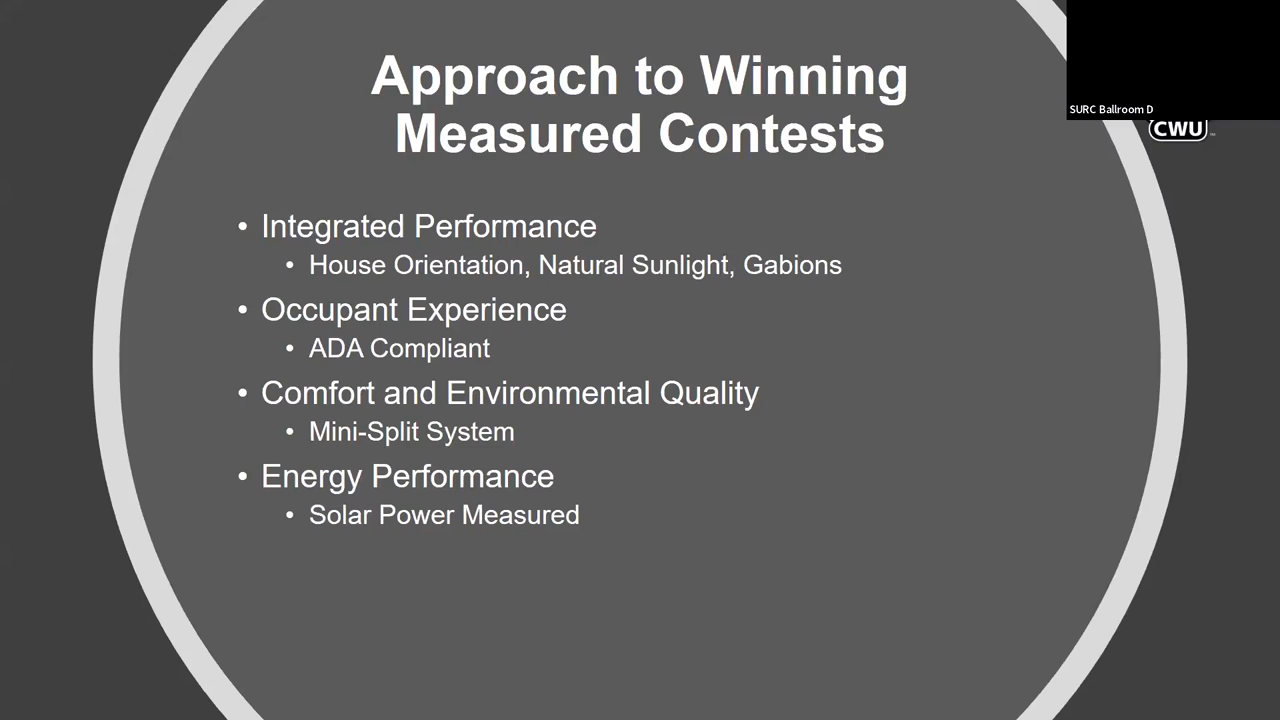 Approach to Winning
Measured Contests
SURC Ballroom D
CWU
• Integrated Performance
• House Orientation, Natural Sunlight, Gabions
• Occupant Experience
• ADA Compliant
• Comfort and Environmental Quality
• Mini-Split System
• Energy Performance
• Solar Power Measured